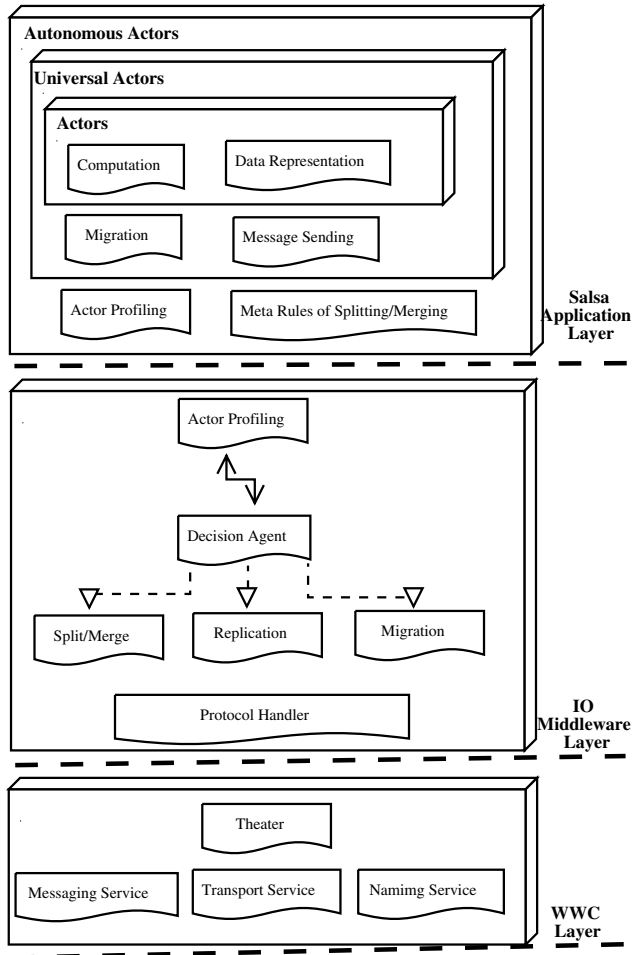 Autonomous Actors
Universal Actors
Actors
Computation
Data Representation
Migration
Message Sending
Actor Profiling
Meta Rules of Splitting/Merging
Salsa
Application
Layer
Actor Profiling
Decision Agent
Split/Merge
Replication
Migration
Protocol Handler
IO
Middleware
Layer
Theater
Messaging Service
Transport Service
Namimg Service
WWC
Layer